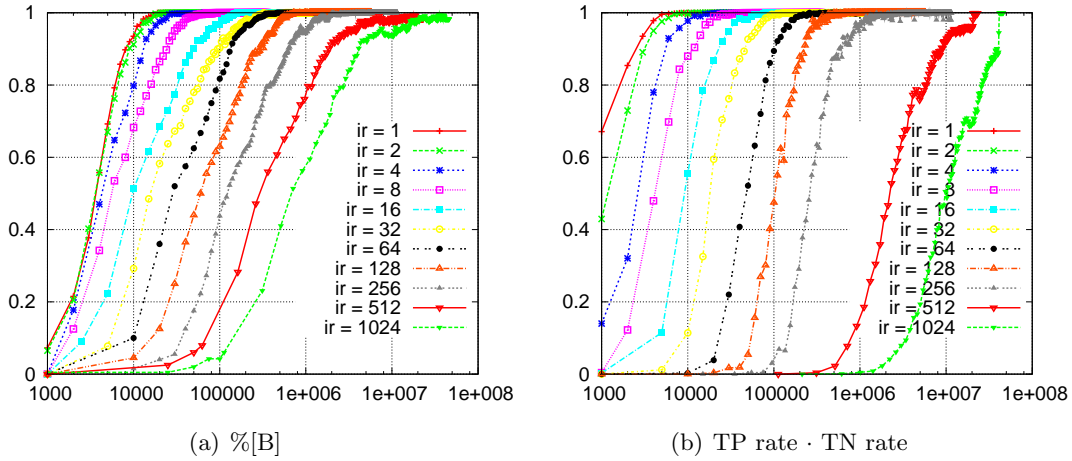 1
0.8
0.6
0.4
0.2
0
1000
10000
100000
1e+006
1e+007
1e+08
ir = 1
ir = 2
ir = 4
ir = 8
ir = 16
ir = 32
ir = 64
ir = 128
ir = 256
ir = 512
ir = 1024
(a) %[B]
1
0.8
0.6
0.4
0.2
0
1000
10000
100000
1e+006
1e+007
1e+008
ir = 1
ir = 2
ir = 4
ir = 8
ir = 16
ir = 32
ir = 64
ir = 128
ir = 256
ir = 512
ir = 1024
(b) TP rate · TN rate